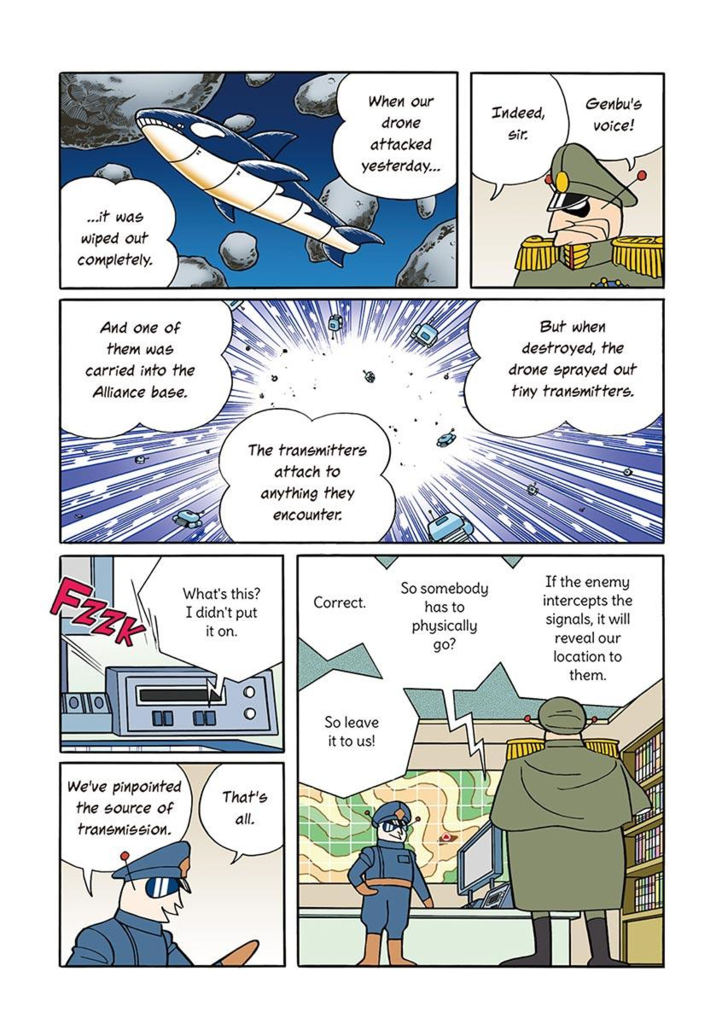 When our
drone
attacked
yesterday...
...it was
wiped out
completely.
Indeed,
sir.
Genbu's
voice!
And one of
them was
carried into the
Alliance base.
The transmitters
attach to
anything they
encounter.
But when
destroyed, the
drone sprayed out
tiny transmitters.
FZZZK
What's this?
I didn't put
it on.
Correct.
So somebody
has to
physically
go?
If the enemy
intercepts the
signals, it will
reveal our
location to
them.
So leave
it to us!
We've pinpointed
the source of
transmission.
That's
all.